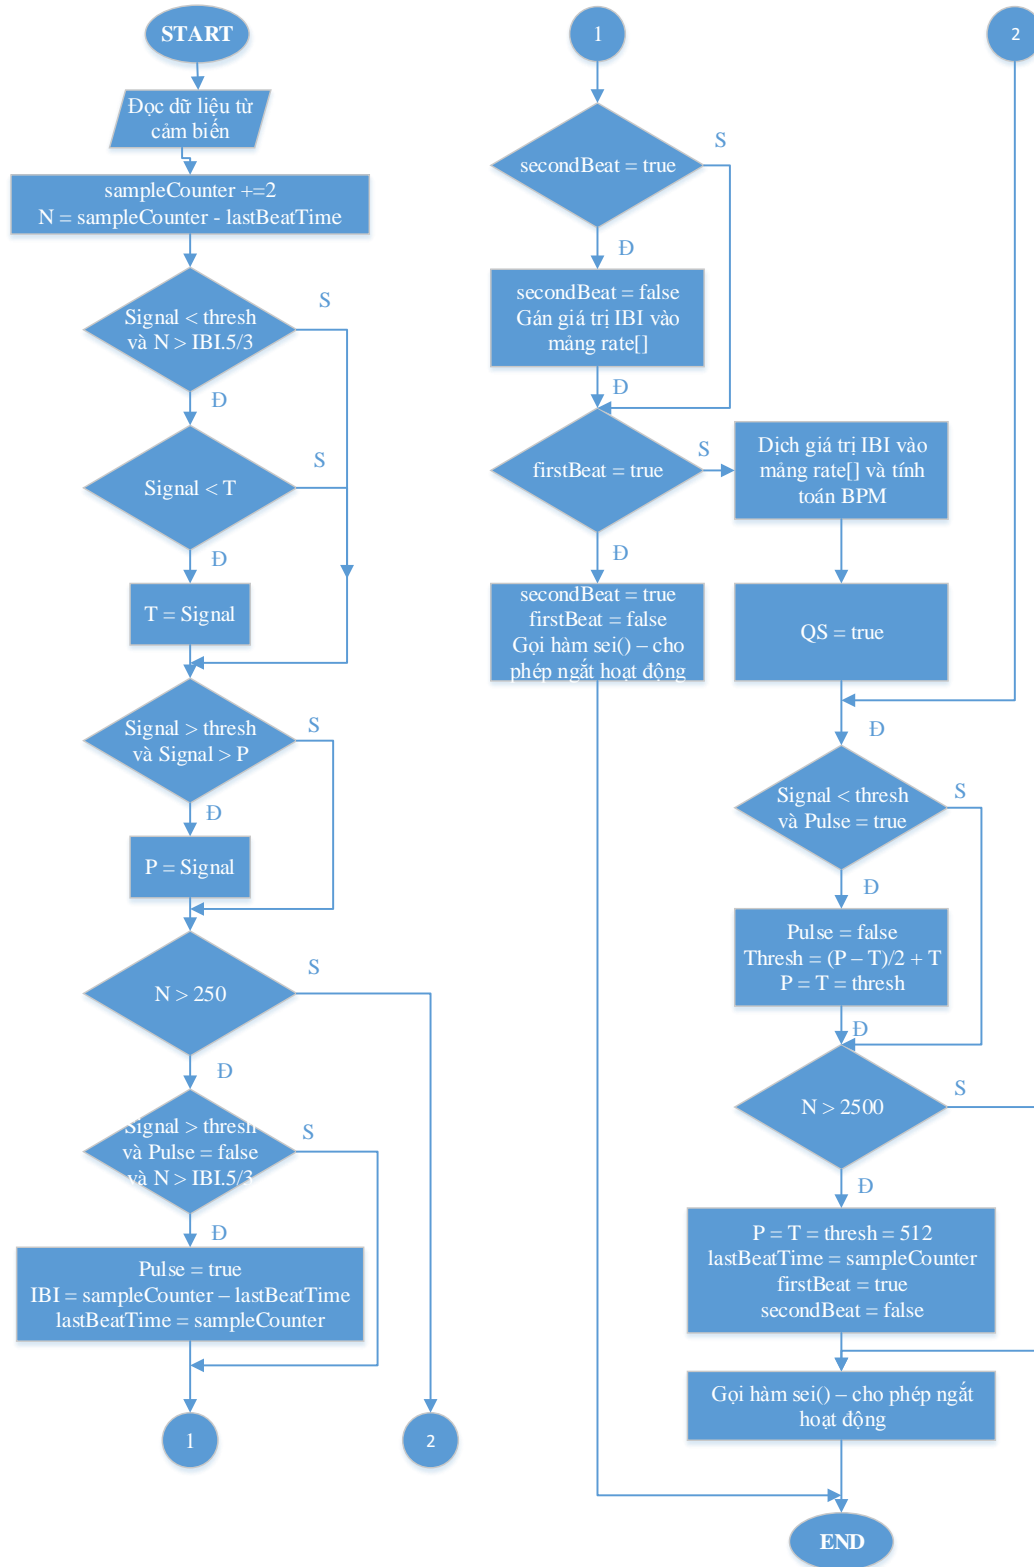 START
Đọc dữ liệu từ
cảm biến
sampleCounter +=2
N = sampleCounter - lastBeatTime
Signal < thresh
và N > IBI.5/3
S
Đ
Signal < T
S
Đ
T = Signal
Signal > thresh
và Signal > P
S
Đ
P = Signal
N > 250
S
Đ
Signal > thresh
và Pulse = false
và N > IBI.5/3
S
Đ
Pulse = true
IBI = sampleCounter – lastBeatTime
lastBeatTime = sampleCounter
1
2
1
secondBeat = true
S
Đ
secondBeat = false
Gán giá trị IBI vào
mảng rate[]
Đ
firstBeat = true
S
Đ
secondBeat = true
firstBeat = false
Gọi hàm sei() – cho
phép ngắt hoạt động
Dịch giá trị IBI vào
mảng rate[] và tính
toán BPM
QS = true
2
Đ
Signal < thresh
và Pulse = true
S
Đ
Pulse = false
Thresh = (P – T)/2 + T
P = T = thresh
Đ
N > 2500
S
Đ
P = T = thresh = 512
lastBeatTime = sampleCounter
firstBeat = true
secondBeat = false
Gọi hàm sei() – cho phép ngắt
hoạt động
END